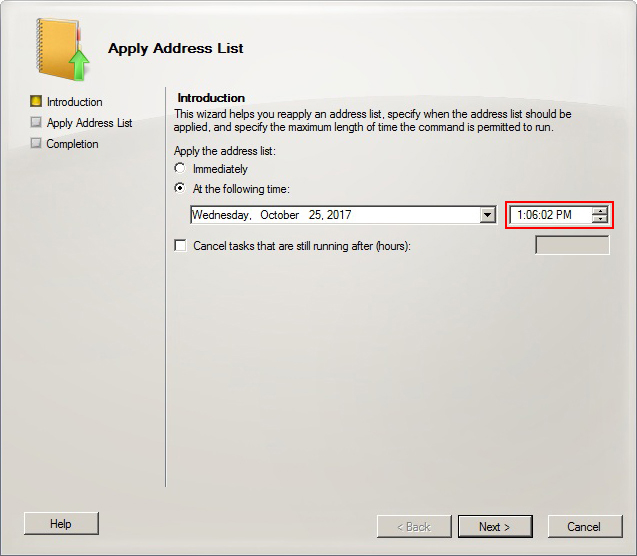 Apply Address List
Introduction
Apply Address List
Completion
Introduction
This wizard helps you reapply an address list, specify when the address list should be
applied, and specify the maximum length of time the command is permitted to run.
Apply the address list:
Immediately
At the following time:
Wednesday, October 25, 2017 1:06:02 PM
Cancel tasks that are still running after (hours):
Help < Back Next > Cancel